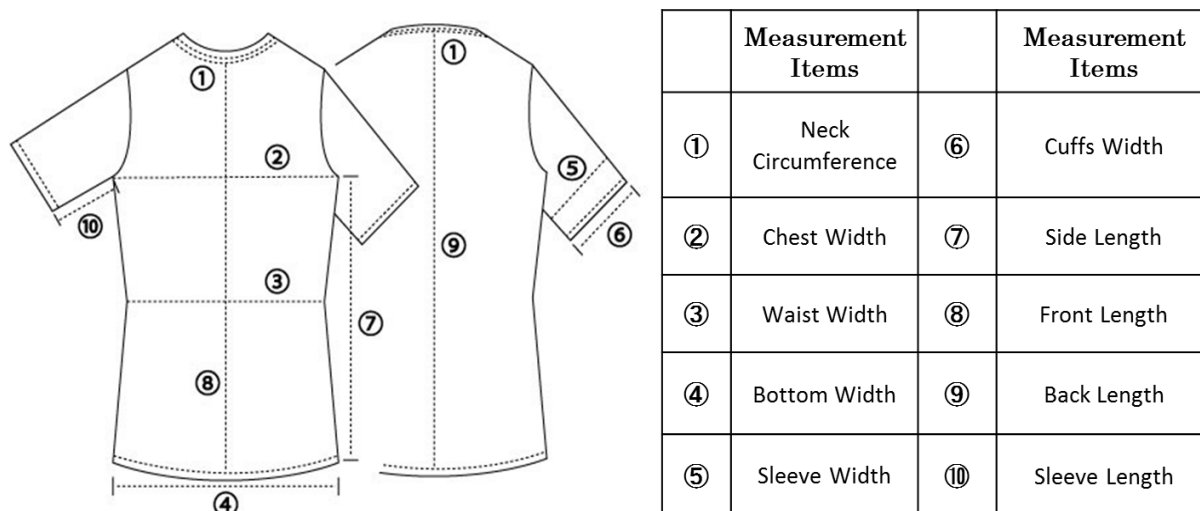 ①
①
②
⑤
⑩
⑥
⑨
③
⑦
⑧
④
Measurement
Items
Measurement
Items
① Neck
Circumference ⑥ Cuffs Width
② Chest Width ⑦ Side Length
③ Waist Width ⑧ Front Length
④ Bottom Width ⑨ Back Length
⑤ Sleeve Width ⑩ Sleeve Length